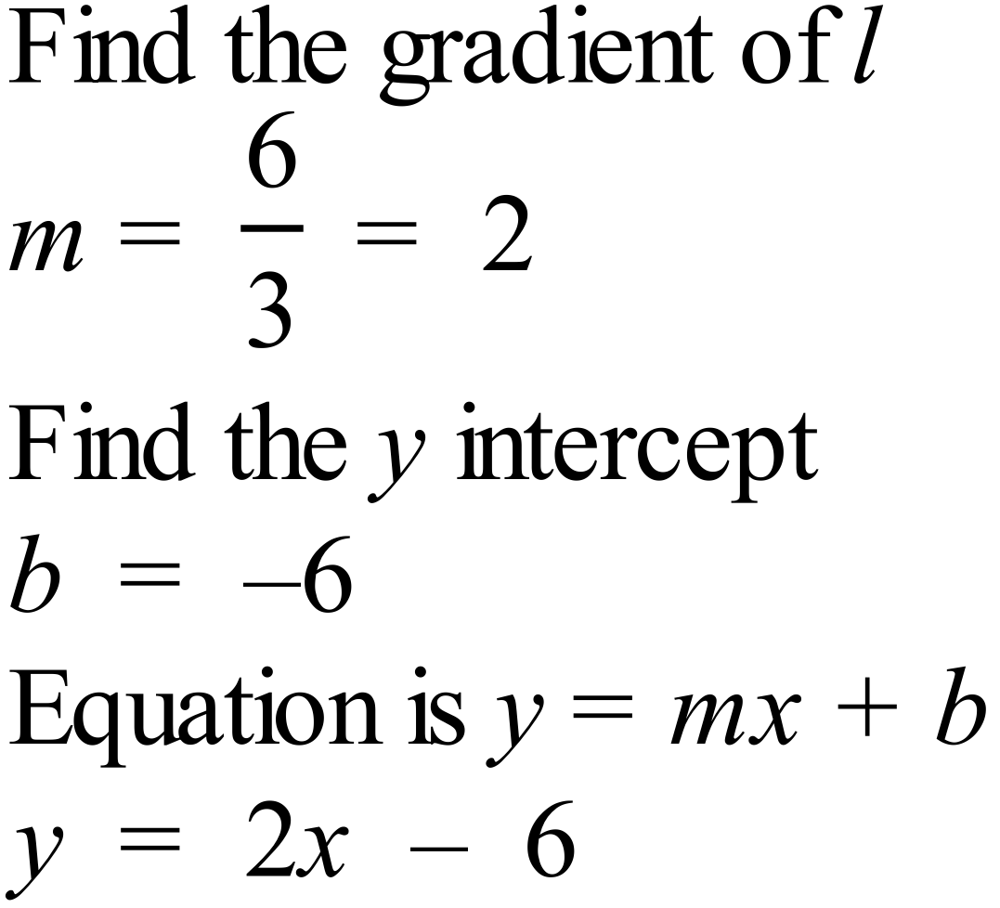 Find the gradient of l
m = 6/3 = 2
Find the y intercept
b = –6
Equation is y = mx + b
y = 2x – 6